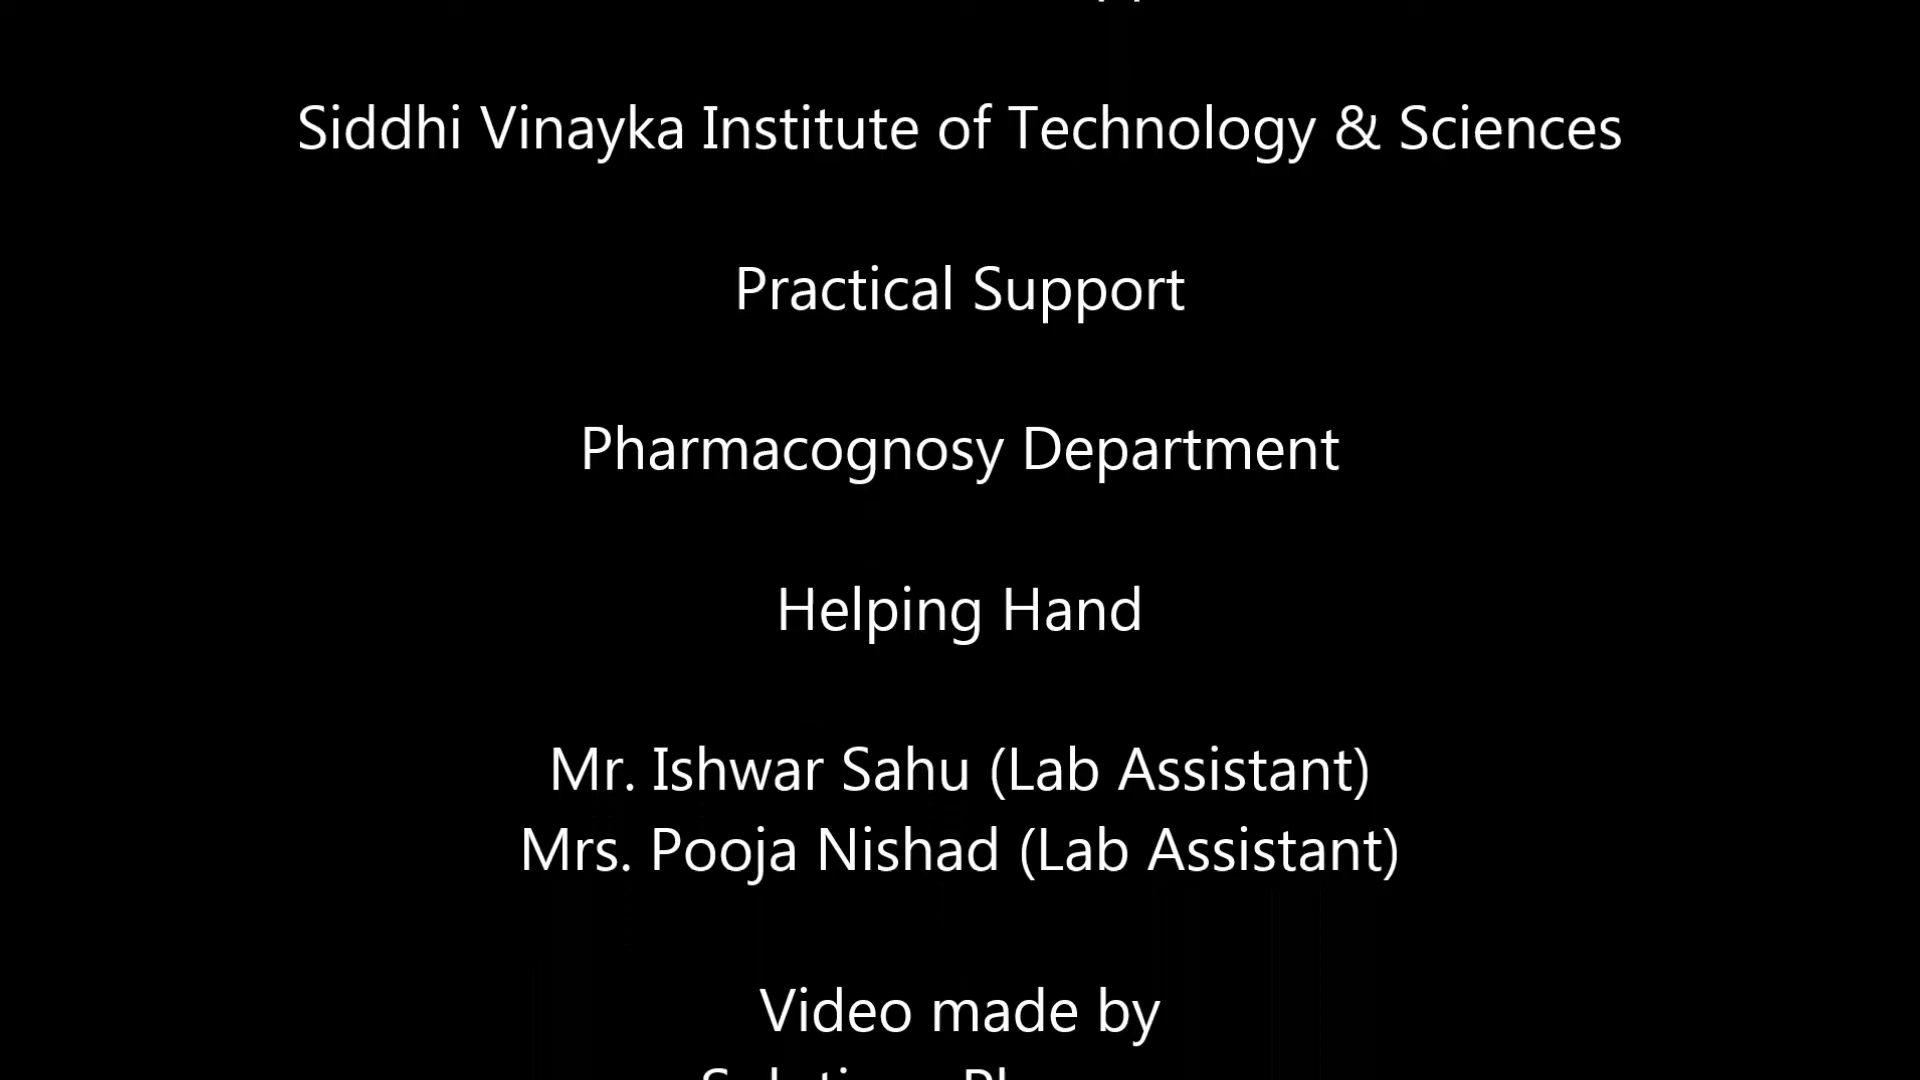 Siddhi Vinayka Institute of Technology & Sciences
Practical Support
Pharmacognosy Department
Helping Hand
Mr. Ishwar Sahu (Lab Assistant)
Mrs. Pooja Nishad (Lab Assistant)
Video made by